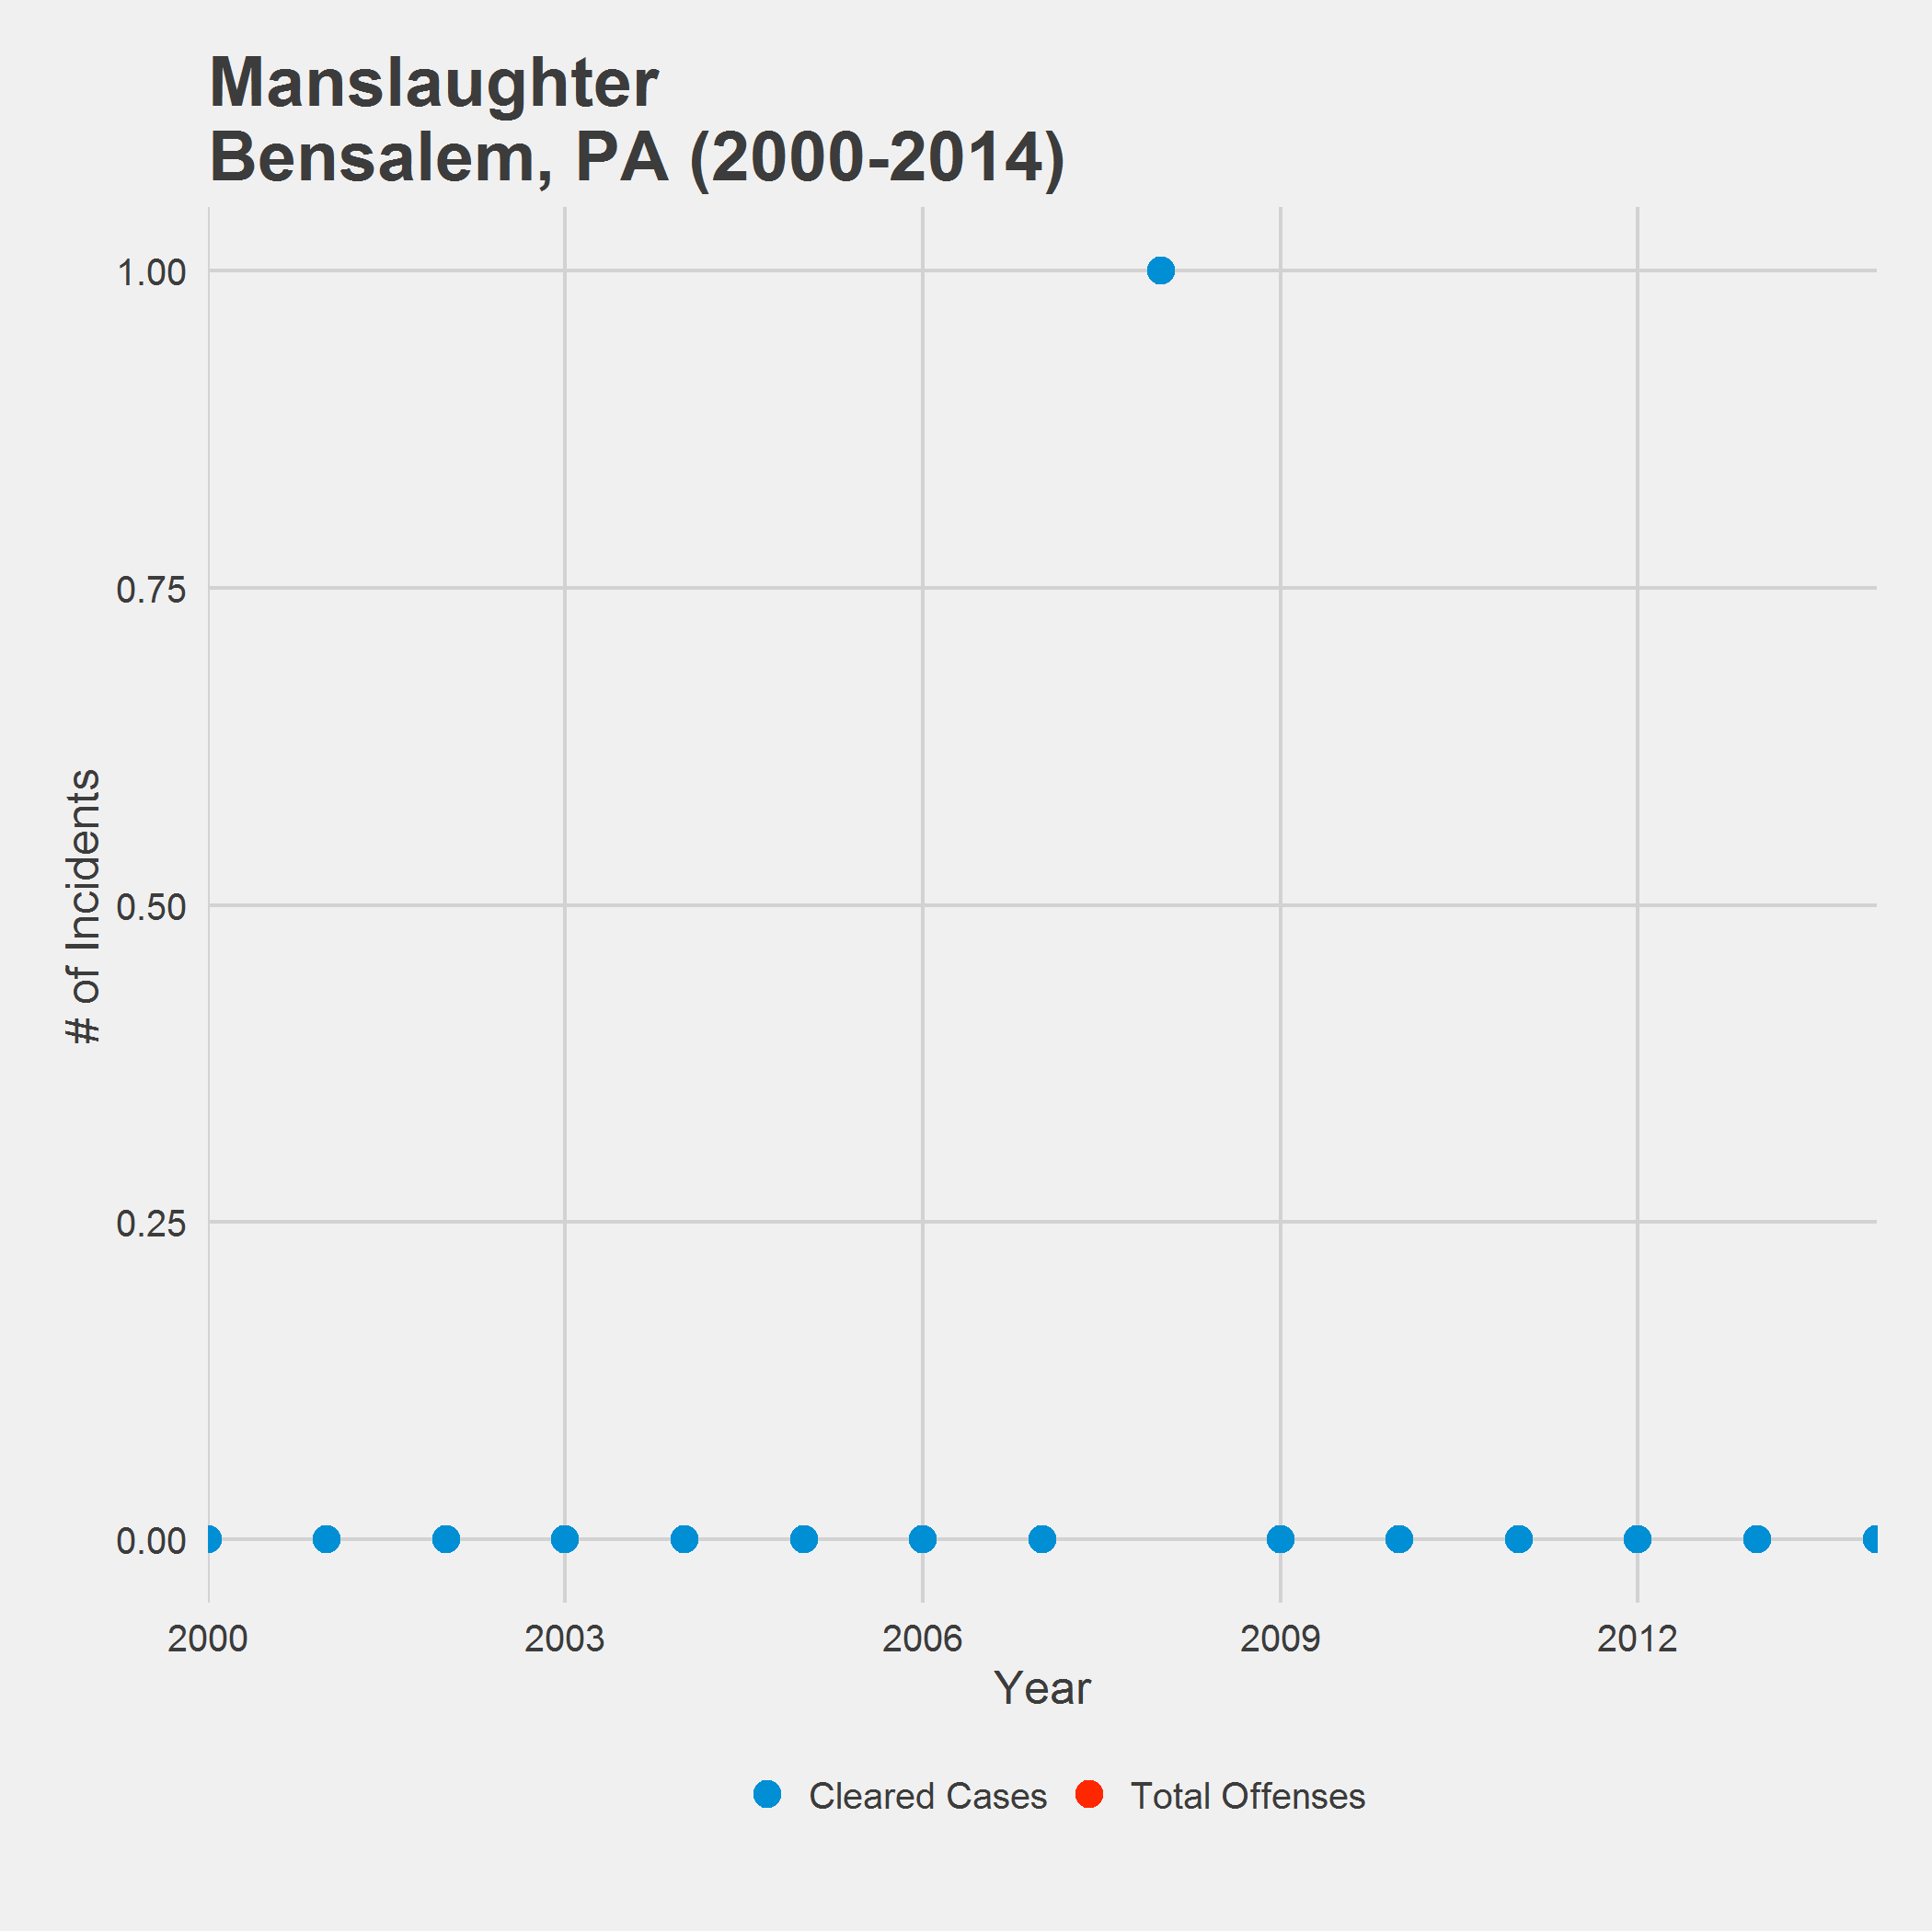 Manslaughter
Bensalem, PA (2000-2014)
1.00
0.75
0.50
0.25
0.00
# of Incidents
2000 2003 2006 2009 2012
Year
Cleared Cases Total Offenses